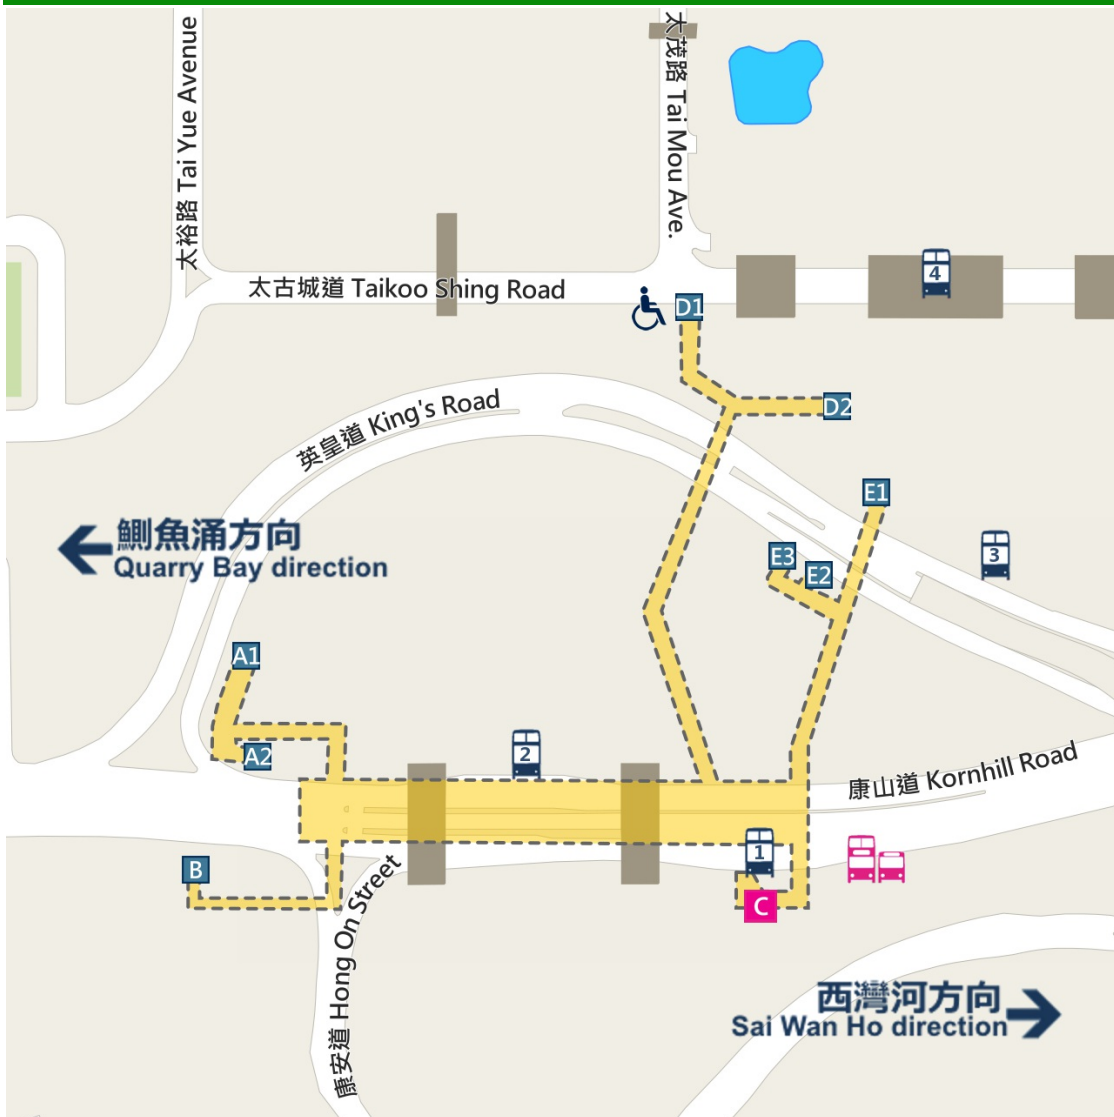 太裕路 Tai Yue Avenue
太茂路 Tai Mou Ave.
太古城道 Taikoo Shing Road
4
D1
英皇道 King's Road
D2
E1
鰂魚涌方向
Quarry Bay direction
E3
E2
3
A1
A2
2
康山道 Kornhill Road
1
B
C
康安道 Hong On Street
西灣河方向
Sai Wan Ho direction